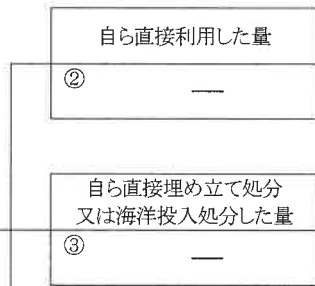 自ら直接利用した量
②
—
自ら直接埋め立て処分
又は海洋投入処分した量
③
—